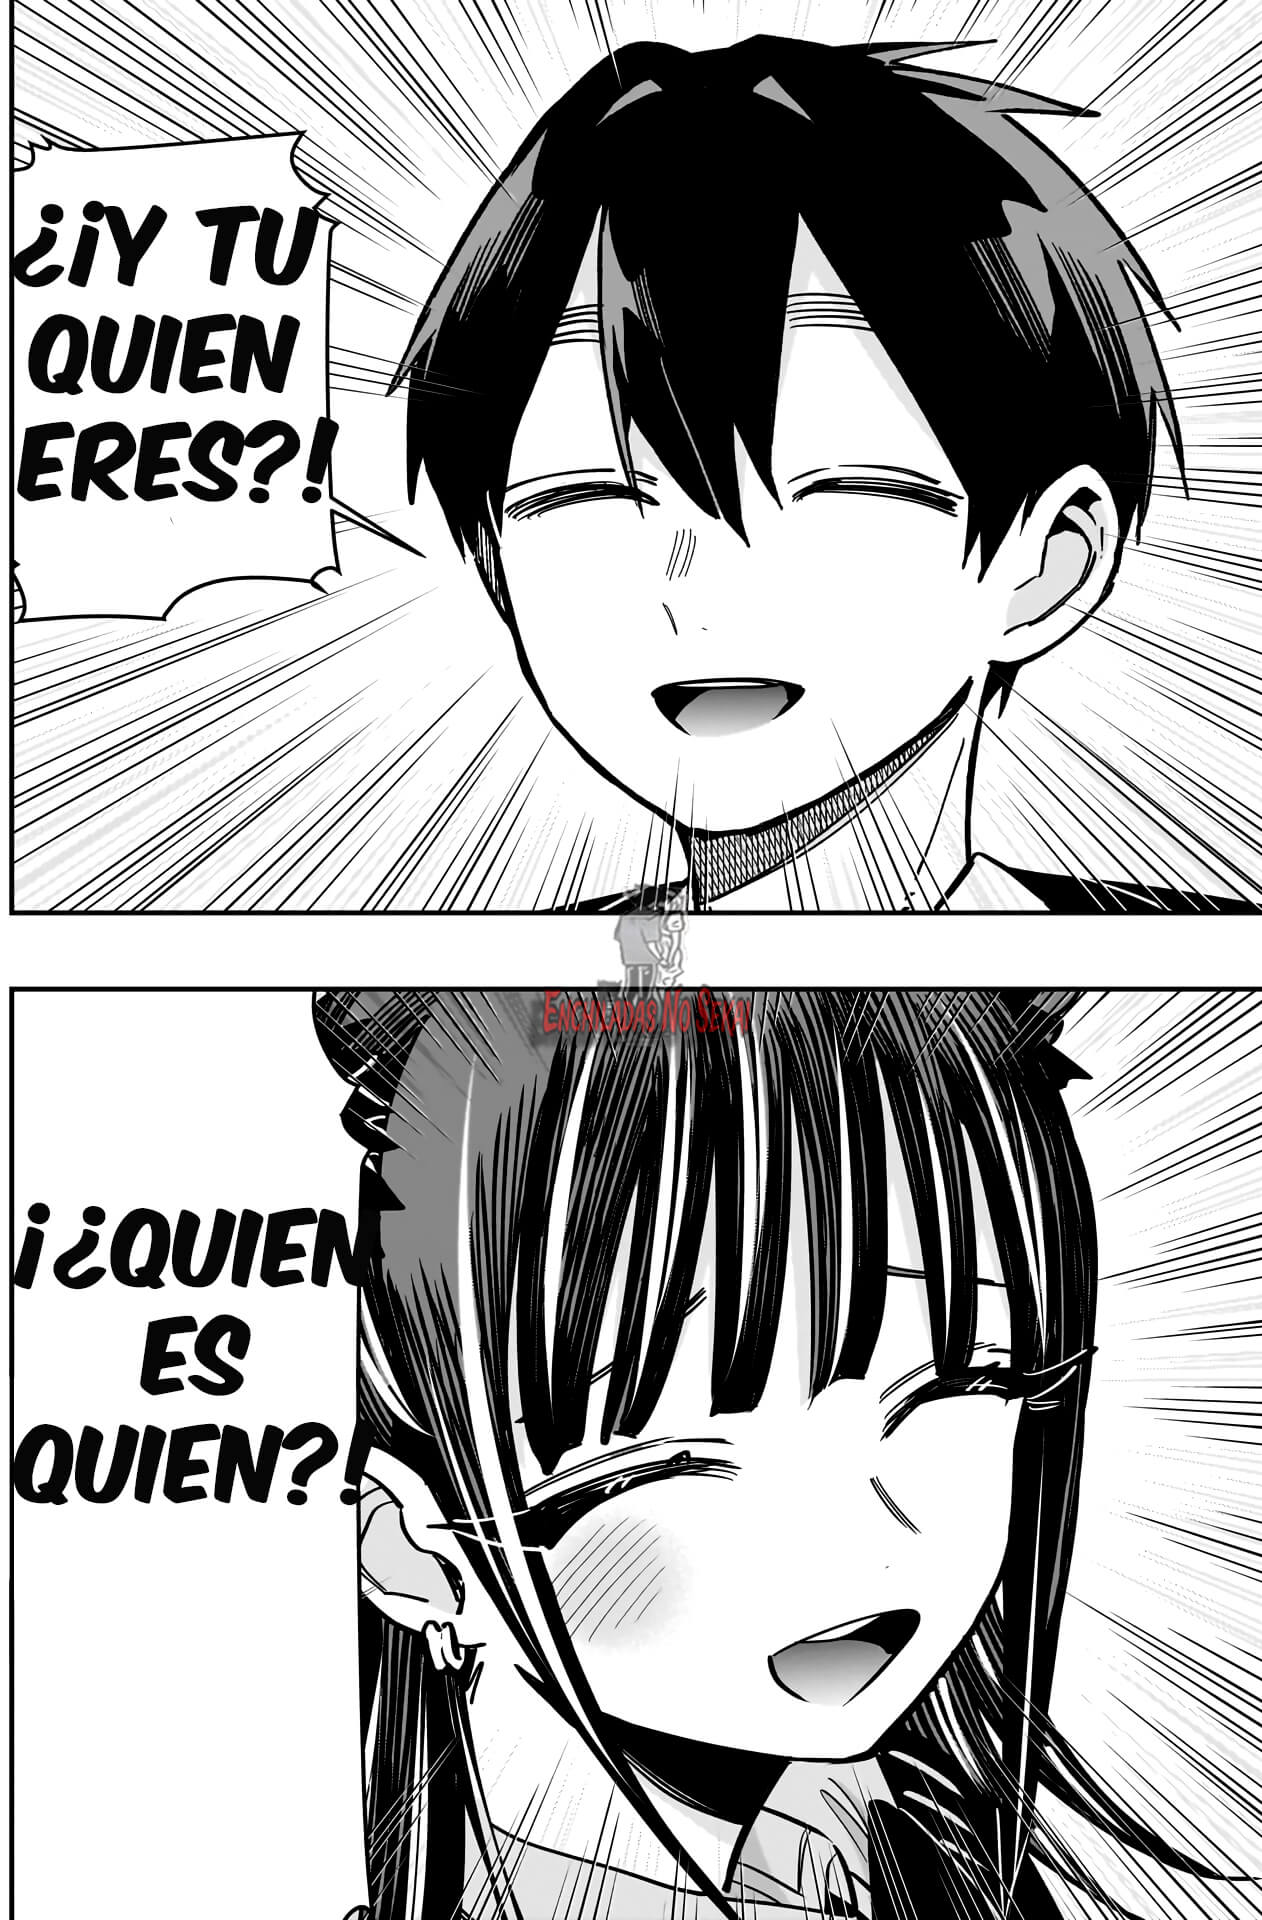 ¿¡Y TU
QUIEN
ERES?!
ENCHILADAS NO SEKAI
¡¿QUIEN
ES
QUIEN?!